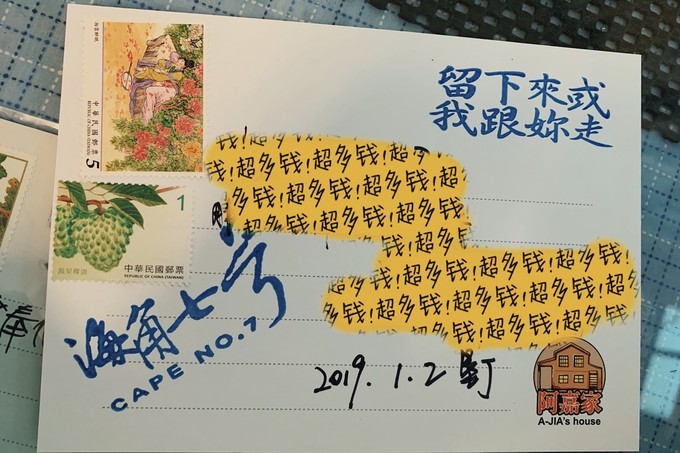 中華民國郵票
REPUBLIC OF CHINA (TAIWAN)
5
1
中華民國郵票
REPUBLIC OF CHINA (TAIWAN)
留下來或
我跟妳走
钱!超多钱!超多钱!超
多钱!超多钱!超多钱!超
钱!超多钱!超多钱!超多
超多钱!超多钱!超多钱!
多钱!超多
钱!超多钱!超多钱!超多钱!
超多钱!超多钱!超多钱!超多
多钱!超多钱!超多钱!超多钱!
海角七号
CAPE NO.7
2019.1.2
阿嘉家
A-JIA's house